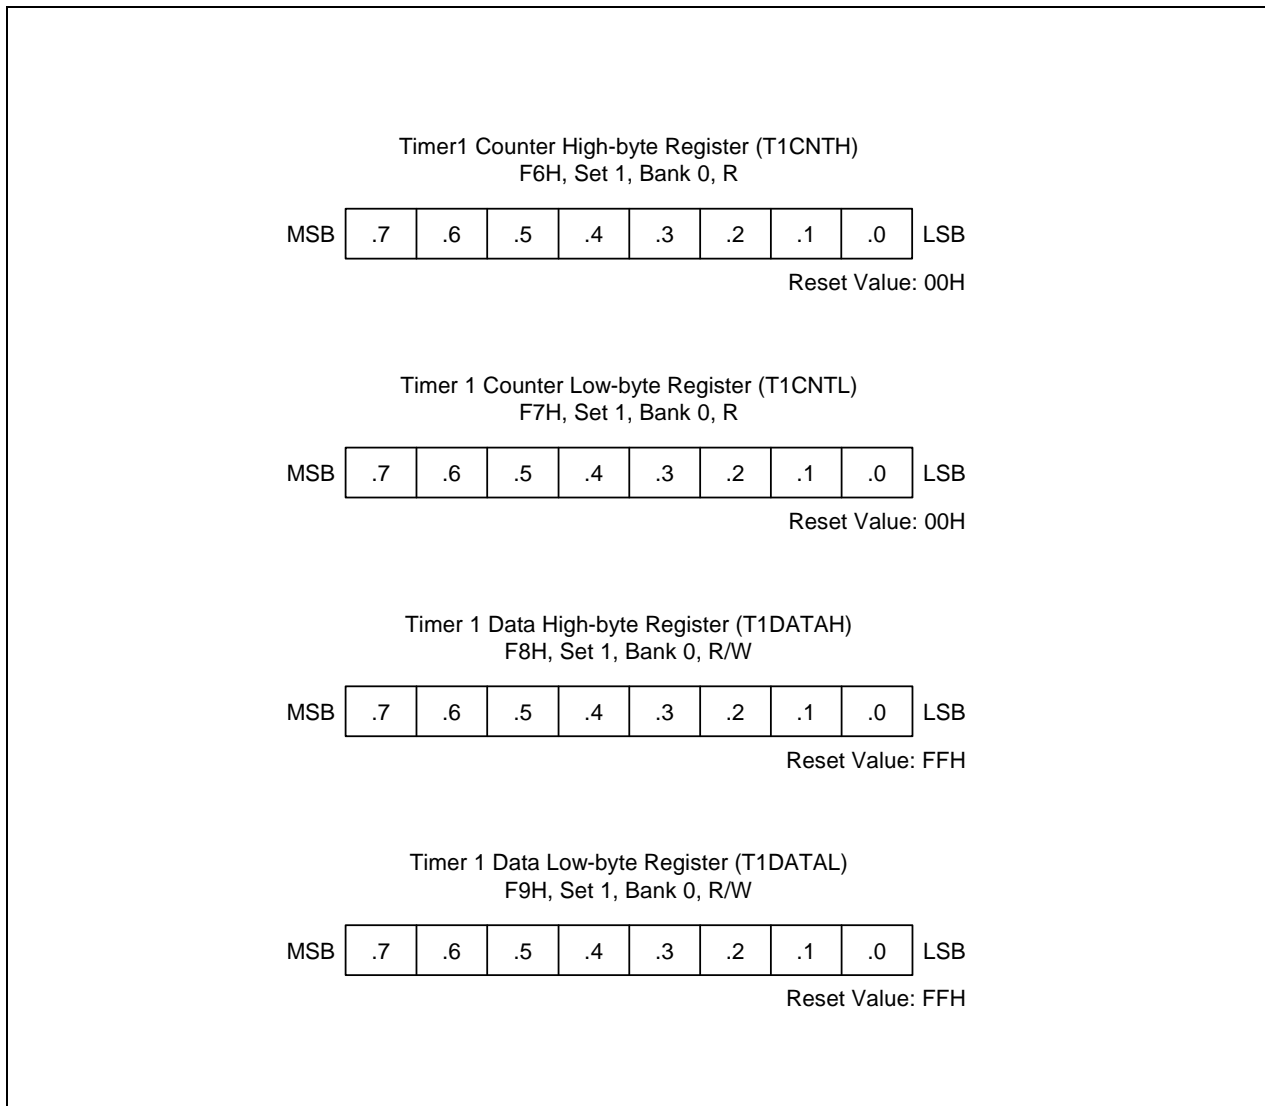 Timer1 Counter High-byte Register (T1CNTH)
F6H, Set 1, Bank 0, R
MSB .7 .6 .5 .4 .3 .2 .1 .0 LSB
Reset Value: 00H
Timer 1 Counter Low-byte Register (T1CNTL)
F7H, Set 1, Bank 0, R
MSB .7 .6 .5 .4 .3 .2 .1 .0 LSB
Reset Value: 00H
Timer 1 Data High-byte Register (T1DATAH)
F8H, Set 1, Bank 0, R/W
MSB .7 .6 .5 .4 .3 .2 .1 .0 LSB
Reset Value: FFH
Timer 1 Data Low-byte Register (T1DATAL)
F9H, Set 1, Bank 0, R/W
MSB .7 .6 .5 .4 .3 .2 .1 .0 LSB
Reset Value: FFH